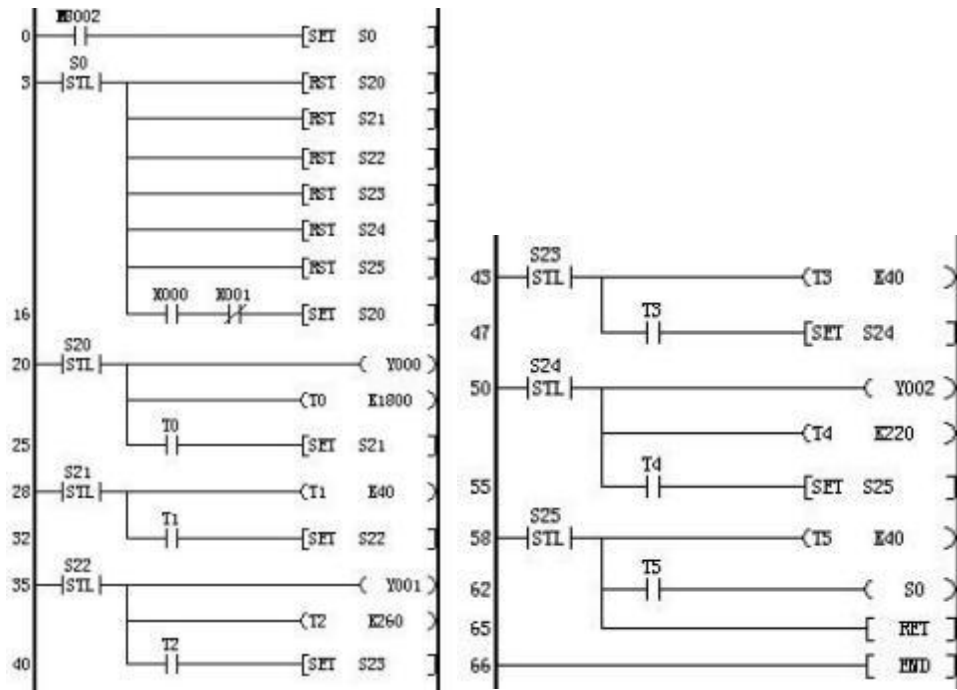 M8002
0 SET S0
S0
3 STL RST S20
RST S21
RST S22
RST S23
RST S24
RST S25
X000 X001
16 SET S20
S20
20 STL Y000
T0 K1800
T0
25 SET S21
S21
28 STL T1 K40
T1
32 SET S22
S22
35 STL Y001
T2 K260
T2
40 SET S23
S23
43 STL T3 K40
T3
47 SET S24
S24
50 STL Y002
T4 K220
T4
55 SET S25
S25
58 STL T5 K40
T5
62 S0
65 RET
66 END